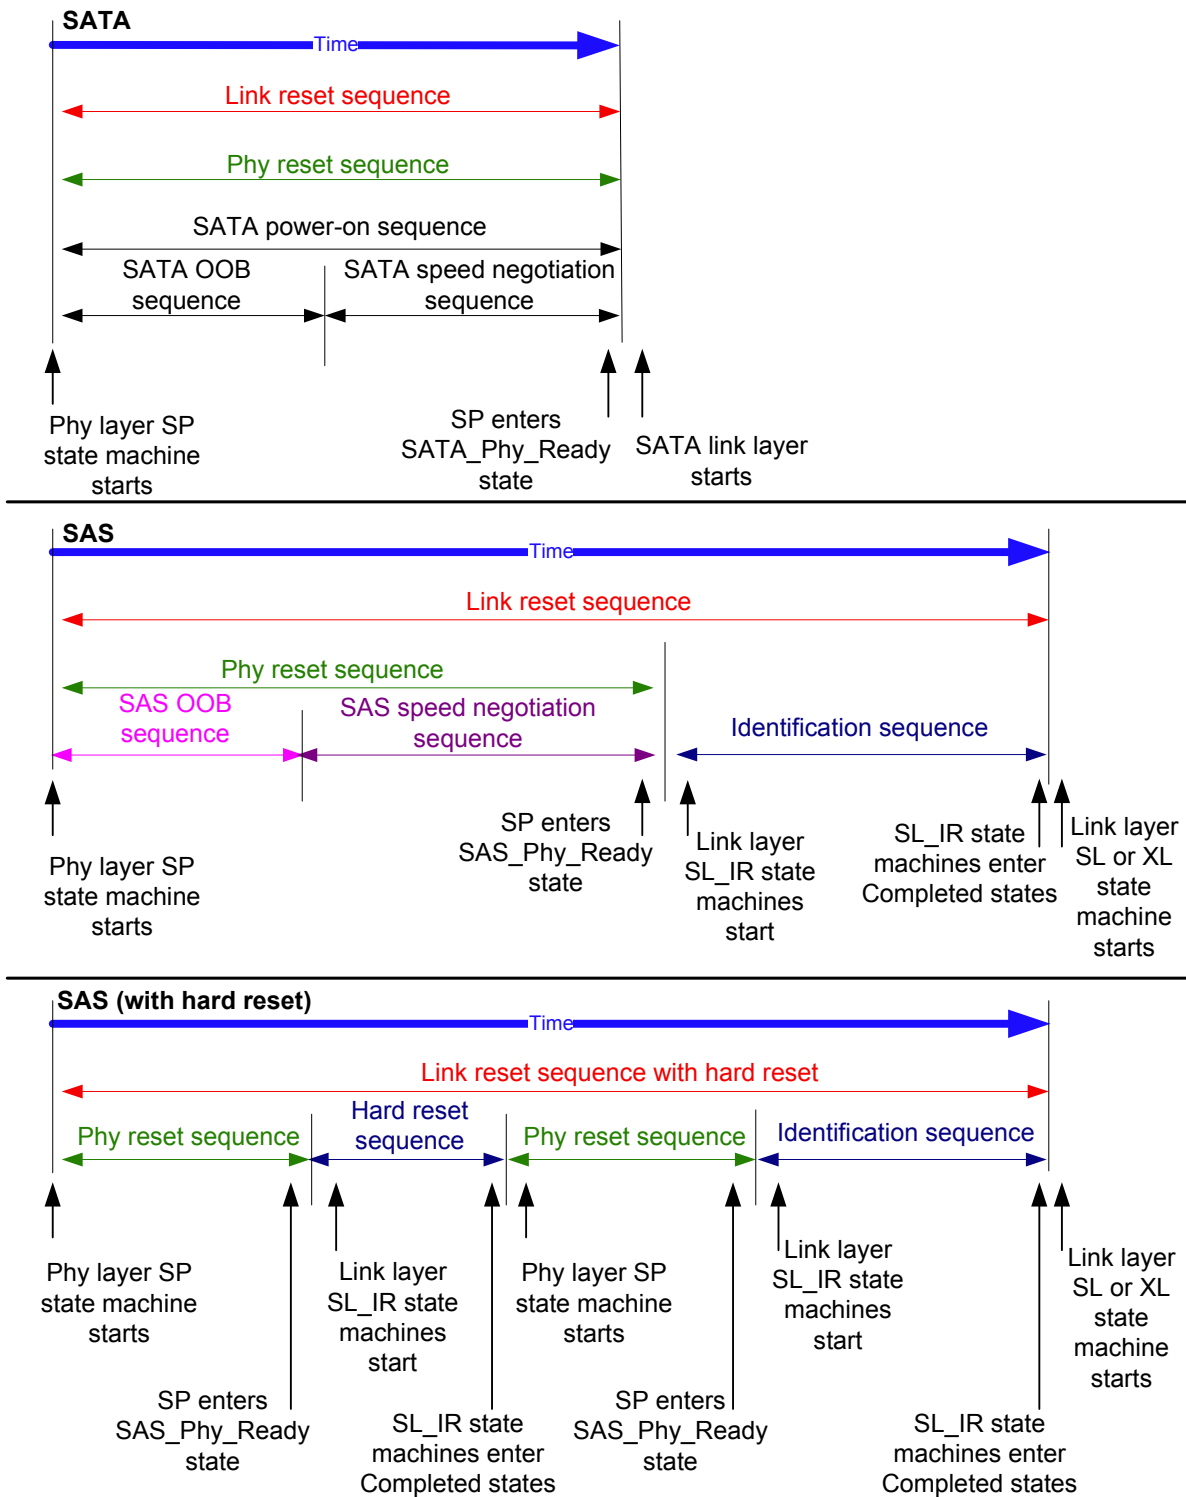 SATA
Time
Link reset sequence
Phy reset sequence
SATA power-on sequence
SATA OOB
sequence
SATA speed negotiation
sequence
Phy layer SP
state machine
starts
SP enters
SATA_Phy_Ready
state
SATA link layer
starts
SAS
Time
Link reset sequence
Phy reset sequence
SAS OOB
sequence
SAS speed negotiation
sequence
Identification sequence
Phy layer SP
state machine
starts
SP enters
SAS_Phy_Ready
state
Link layer
SL_IR state
machines
start
SL_IR state
machines enter
Completed states
Link layer
SL or XL
state
machine
starts
SAS (with hard reset)
Time
Link reset sequence with hard reset
Phy reset sequence
Hard reset
sequence
Phy reset sequence
Identification sequence
Phy layer SP
state machine
starts
SP enters
SAS_Phy_Ready
state
Link layer
SL_IR state
machines
start
SL_IR state
machines enter
Completed states
Phy layer SP
state machine
starts
SP enters
SAS_Phy_Ready
state
Link layer
SL_IR state
machines
start
SL_IR state
machines enter
Completed states
Link layer
SL or XL
state
machine
starts